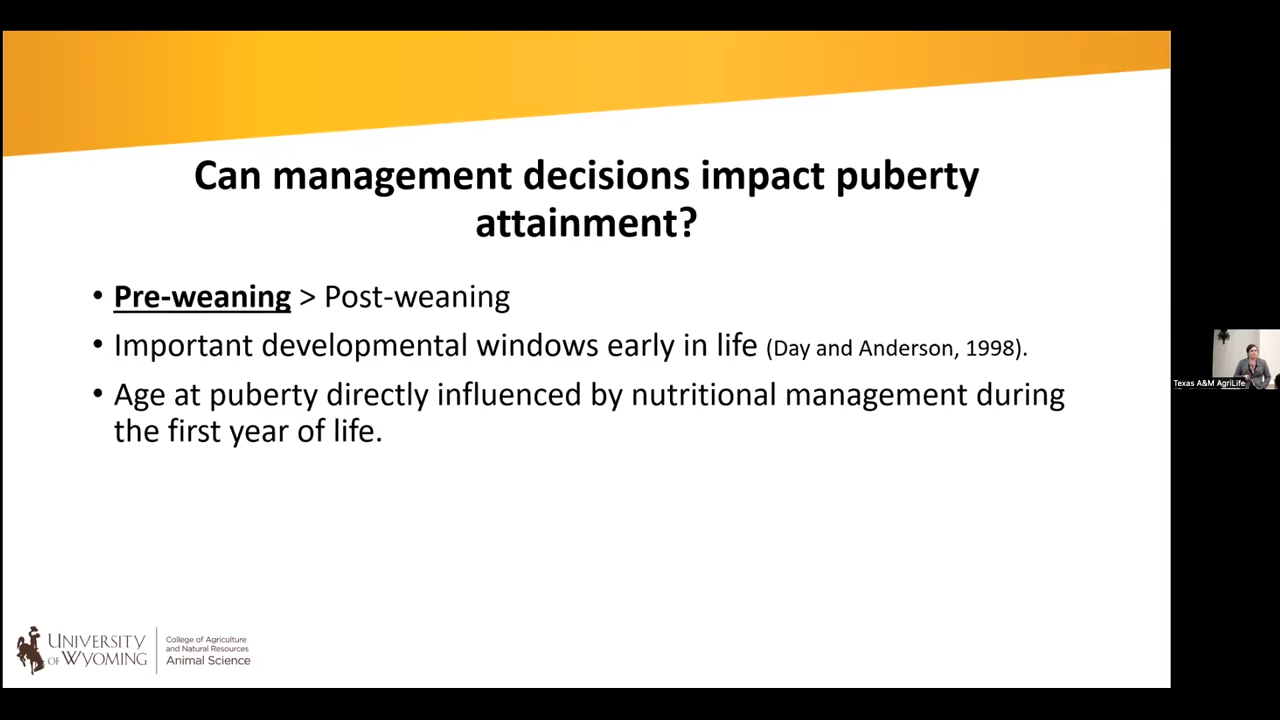 Can management decisions impact puberty
attainment?
• Pre-weaning > Post-weaning
• Important developmental windows early in life (Day and Anderson, 1998).
• Age at puberty directly influenced by nutritional management during
the first year of life.
Texas A&M AgriLife
UNIVERSITY
OF WYOMING
College of Agriculture
and Natural Resources
Animal Science